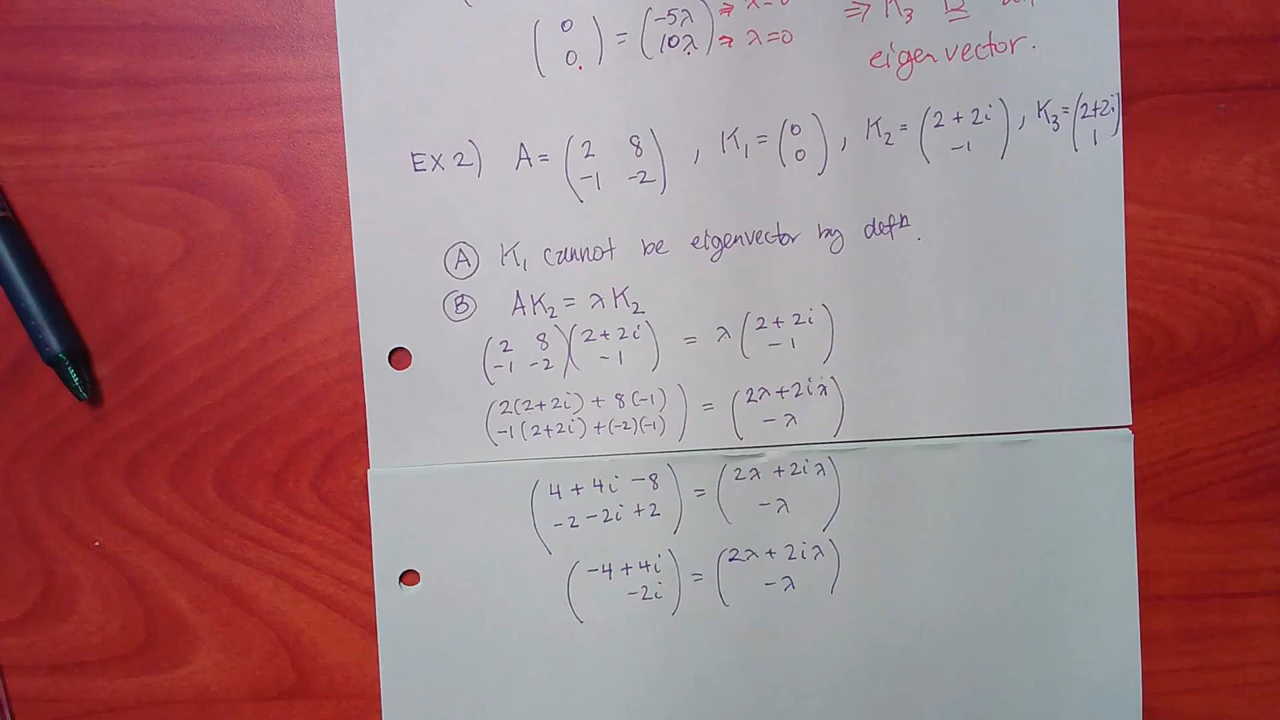 (0 0) = (-5λ 10λ) ⇒ ⇒ λ=0 ⇒ K₃
eigenvector.
EX 2) A = (2 8 -1 -2), K₁ = (0 0), K₂ = (2+2i -1), K₃ = (2+2i 1)
(A) K₁ cannot be eigenvector by defⁿ.
(B) AK₂ = λK₂
(2 8 -1 -2)(2+2i -1) = λ(2+2i -1)
(2(2+2i) + 8(-1) -1(2+2i) + (-2)(-1)) = (2λ+2iλ -λ)
(4+4i-8 -2-2i+2) = (2λ+2iλ -λ)
(-4+4i -2i) = (2λ+2iλ -λ)